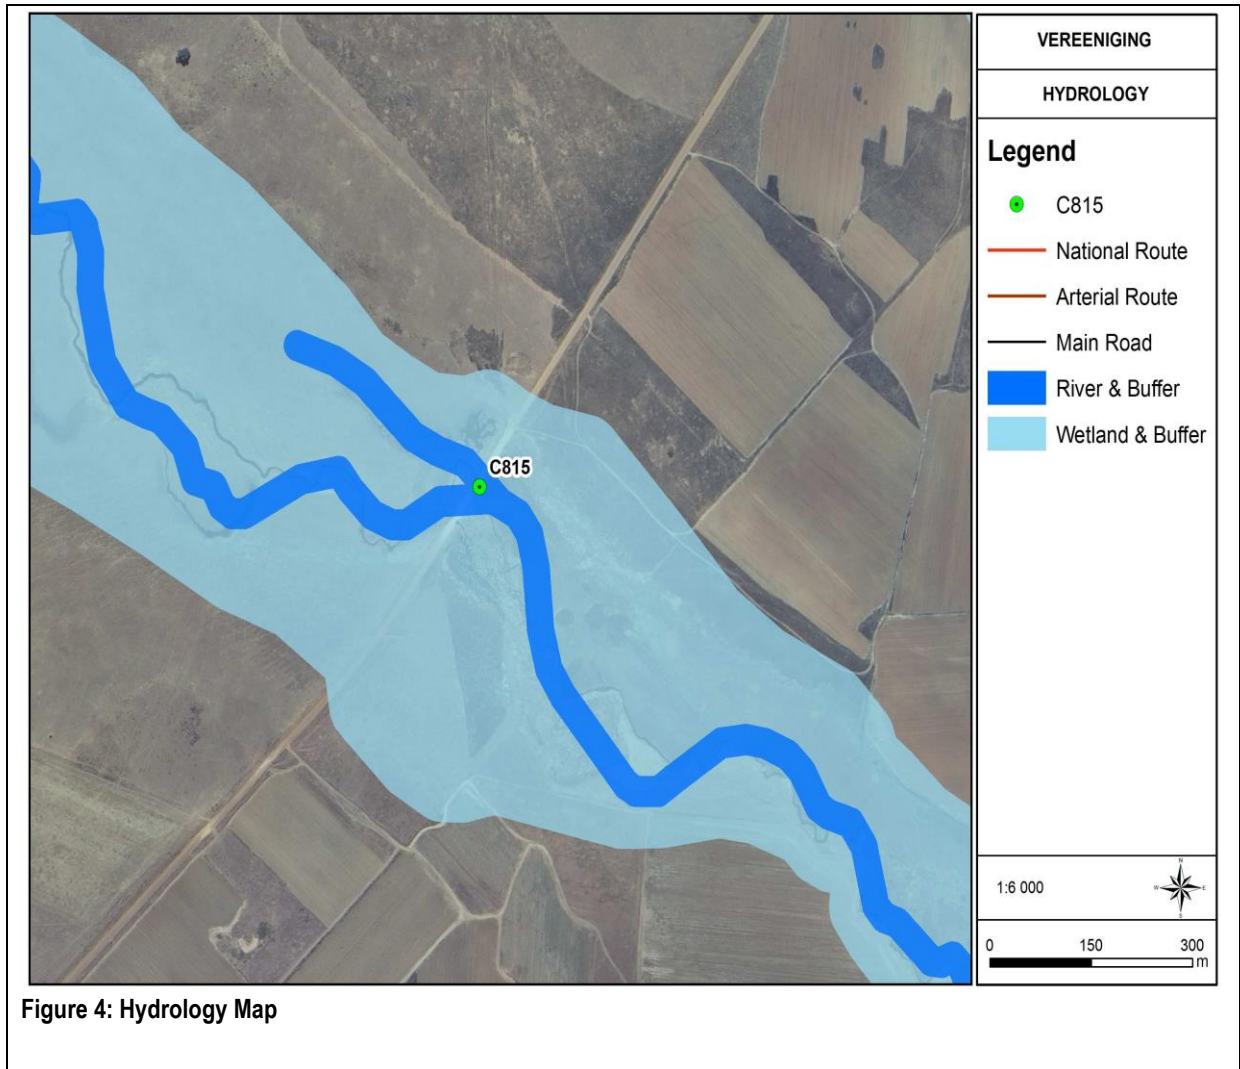 VEREENIGING
HYDROLOGY
Legend
C815
National Route
Arterial Route
Main Road
River & Buffer
Wetland & Buffer
C815
1:6 000
N
W
E
S
0 150 300
m
Figure 4: Hydrology Map